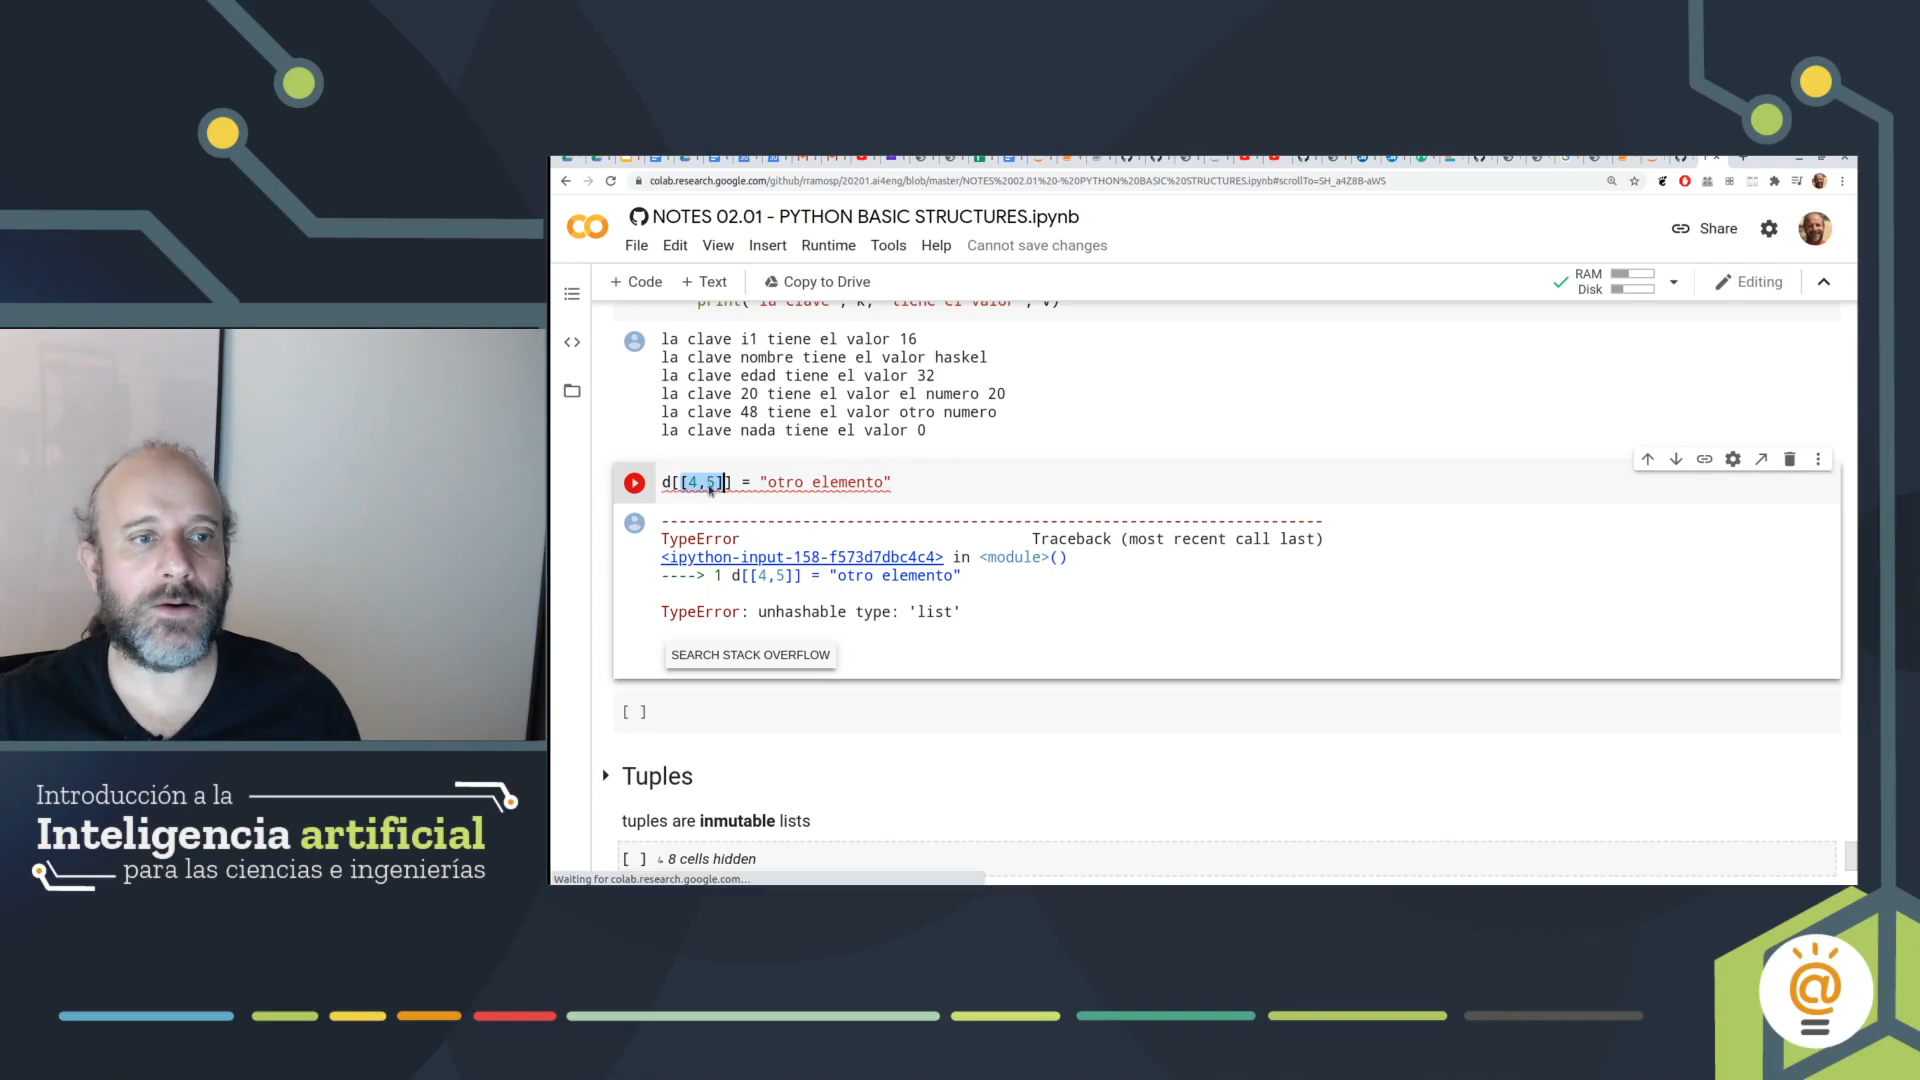 colab.research.google.com/github/rramosp/20201.ai4eng/blob/master/NOTES%2002.01%20-%20PYTHON%20BASIC%20STRUCTURES.ipynb#scrollTo=SH_a4Z8B-aWS
NOTES 02.01 - PYTHON BASIC STRUCTURES.ipynb
Share
File Edit View Insert Runtime Tools Help Cannot save changes
+ Code + Text Copy to Drive
RAM
Disk
Editing
print("la clave", k, "tiene el valor", v)
la clave i1 tiene el valor 16
la clave nombre tiene el valor haskel
la clave edad tiene el valor 32
la clave 20 tiene el valor el numero 20
la clave 48 tiene el valor otro numero
la clave nada tiene el valor 0
d[[4,5]] = "otro elemento"
---------------------------------------------------------------------------
TypeError Traceback (most recent call last)
<ipython-input-158-f573d7dbc4c4> in <module>()
----> 1 d[[4,5]] = "otro elemento"
TypeError: unhashable type: 'list'
SEARCH STACK OVERFLOW
[ ]
Tuples
tuples are inmutable lists
[ ] ↳ 8 cells hidden
Waiting for colab.research.google.com...
Introducción a la
Inteligencia artificial
para las ciencias e ingenierías